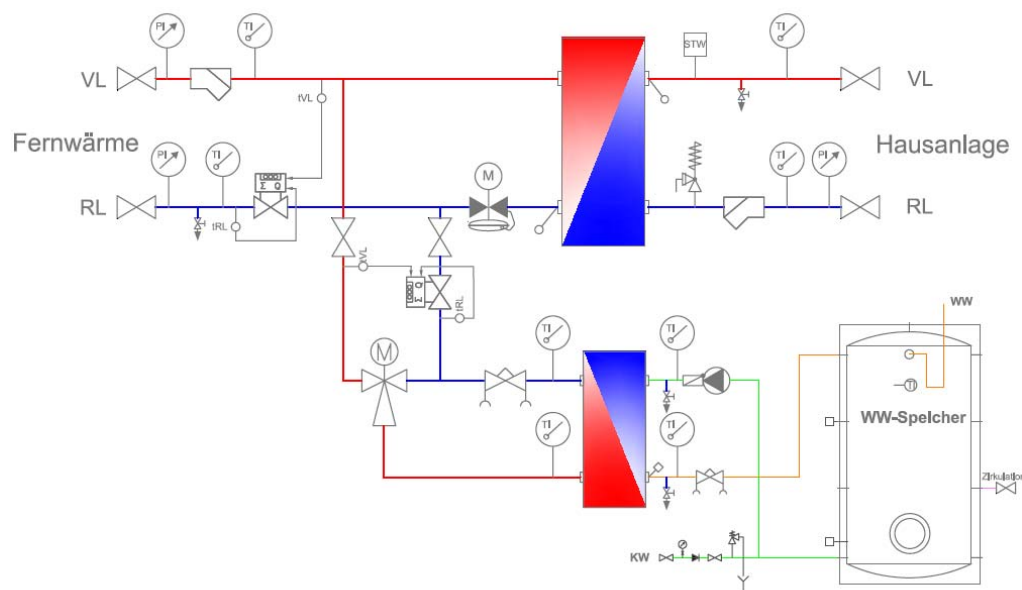 PI
TI
STW
TI
VL
tVL
VL
Fernwärme
Hausanlage
PI
TI
Σ Q
M
TI
PI
RL
tRL
RL
tVL
Σ Q
tRL
WW
M
TI
TI
TI
WW-Speicher
TI
TI
Zirkulation
KW